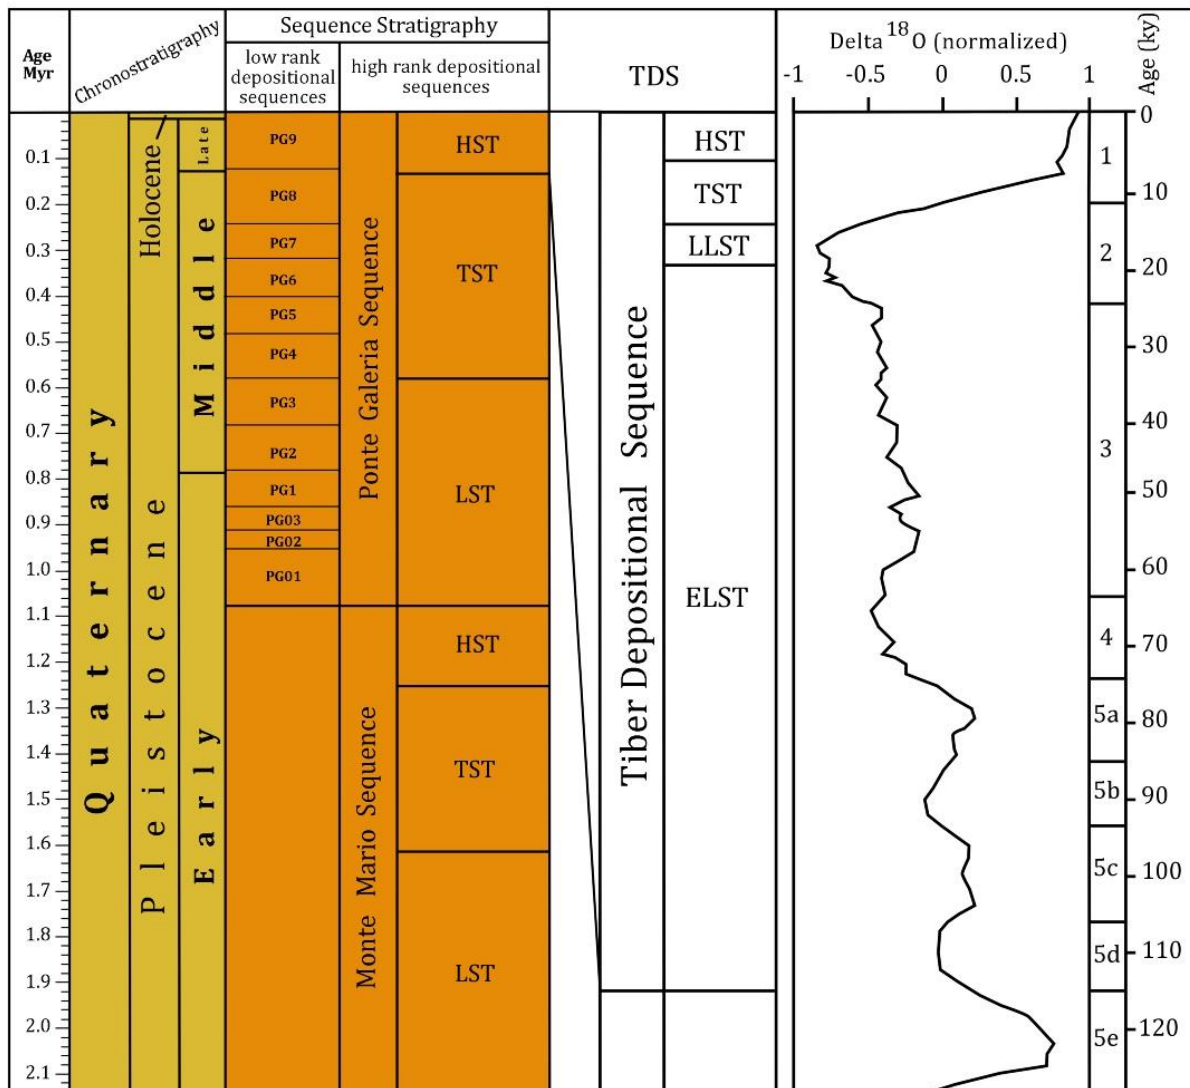 Age
Myr
Chronostratigraphy
Sequence Stratigraphy
low rank
depositional
sequences
high rank depositional
sequences
TDS
Delta 18O (normalized)
-1 -0.5 0 0.5 1
Age (ky)
0.1
0.2
0.3
0.4
0.5
0.6
0.7
0.8
0.9
1.0
1.1
1.2
1.3
1.4
1.5
1.6
1.7
1.8
1.9
2.0
2.1
Quaternary
Holocene
Pleistocene
Late
Middle
Early
PG9
PG8
PG7
PG6
PG5
PG4
PG3
PG2
PG1
PG03
PG02
PG01
Ponte Galeria Sequence
Monte Mario Sequence
HST
TST
LST
HST
TST
LST
Tiber Depositional Sequence
HST
TST
LLST
ELST
1
2
3
4
5a
5b
5c
5d
5e
0
10
20
30
40
50
60
70
80
90
100
110
120